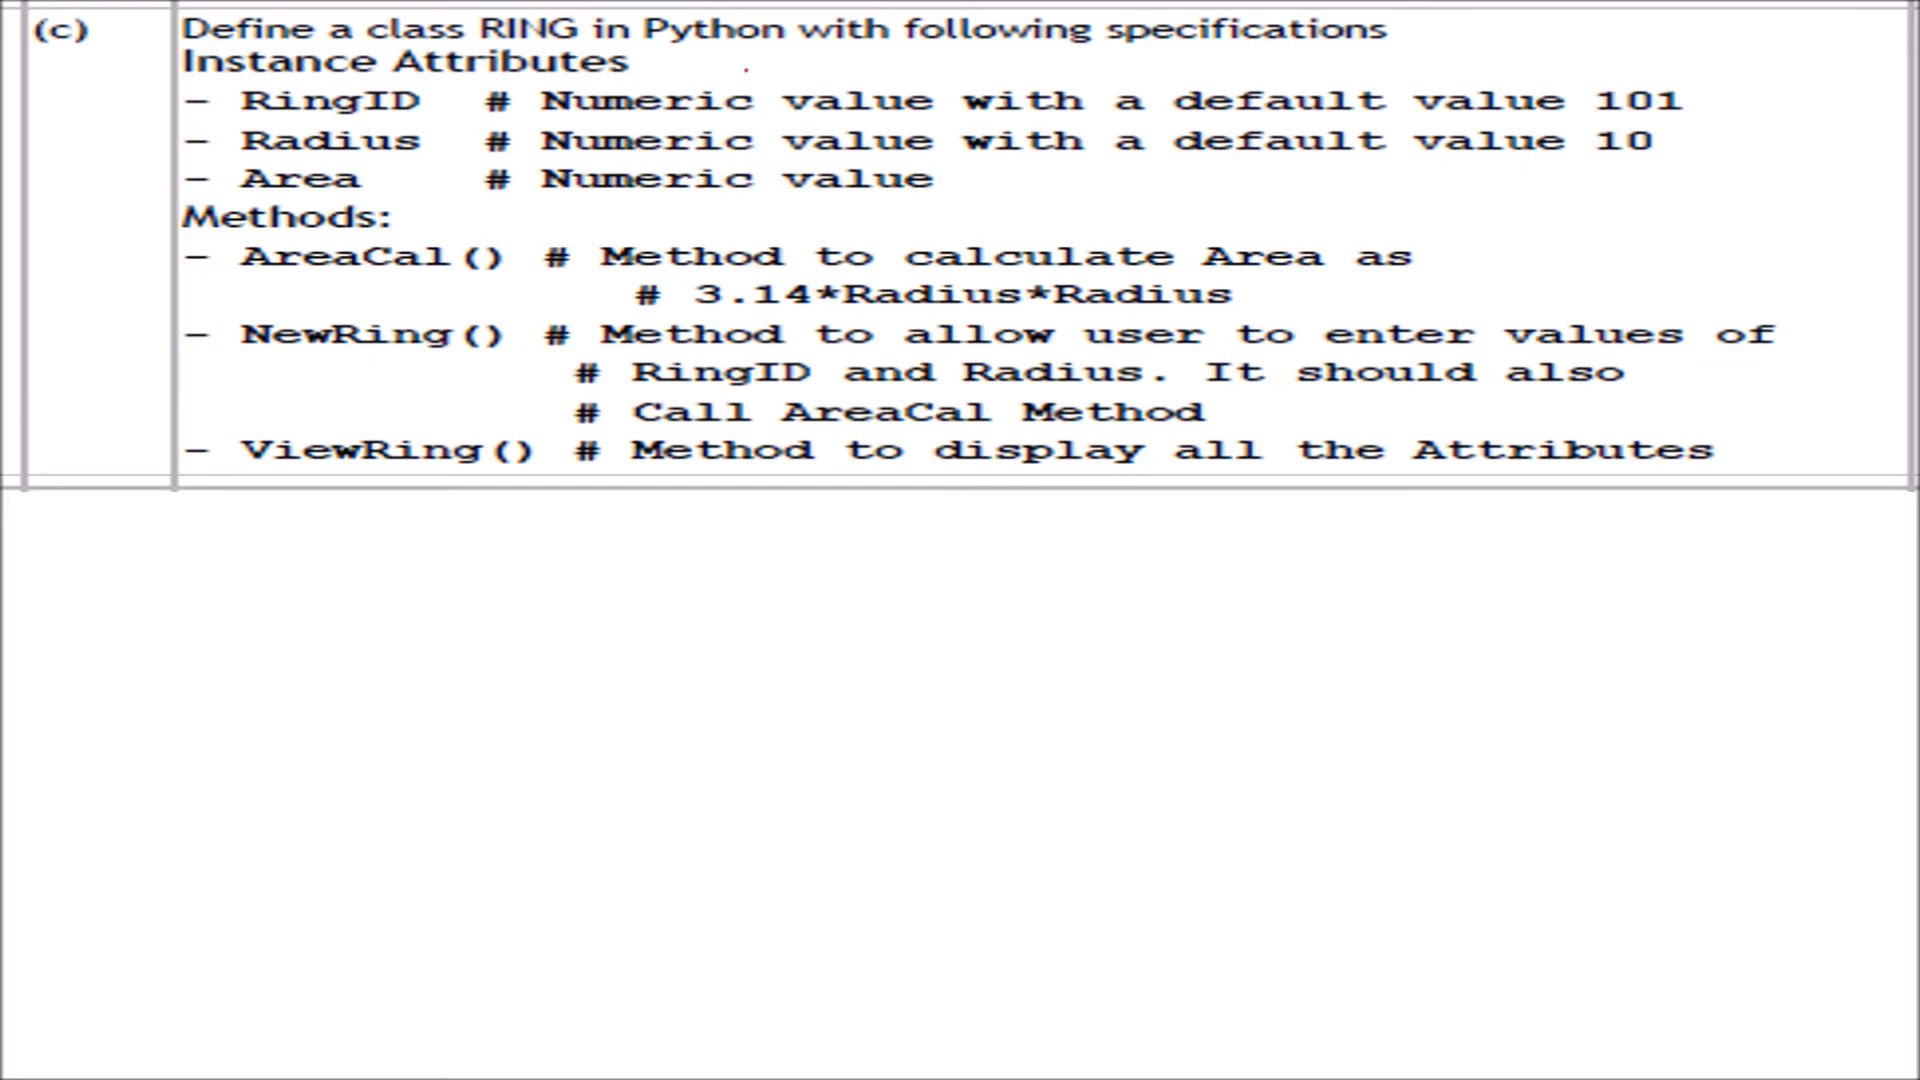 (c) Define a class RING in Python with following specifications
Instance Attributes
- RingID # Numeric value with a default value 101
- Radius # Numeric value with a default value 10
- Area # Numeric value
Methods:
- AreaCal() # Method to calculate Area as
# 3.14*Radius*Radius
- NewRing() # Method to allow user to enter values of
# RingID and Radius. It should also
# Call AreaCal Method
- ViewRing() # Method to display all the Attributes